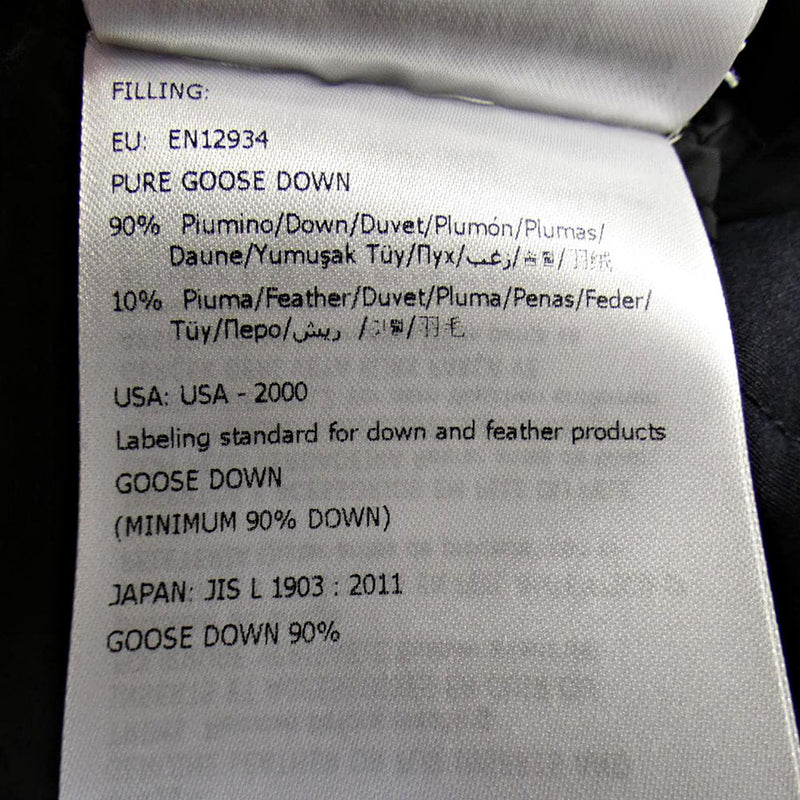 FILLING:
EU: EN12934
PURE GOOSE DOWN
90% Piumino/Down/Duvet/Plumón/Plumas/
Daune/Yumuşak Tüy/Пух/زغب/
10% Piuma/Feather/Duvet/Pluma/Penas/Feder/
Tüy/Перо/ريش/羽毛
USA: USA - 2000
Labeling standard for down and feather products
GOOSE DOWN
(MINIMUM 90% DOWN)
JAPAN: JIS L 1903 : 2011
GOOSE DOWN 90%